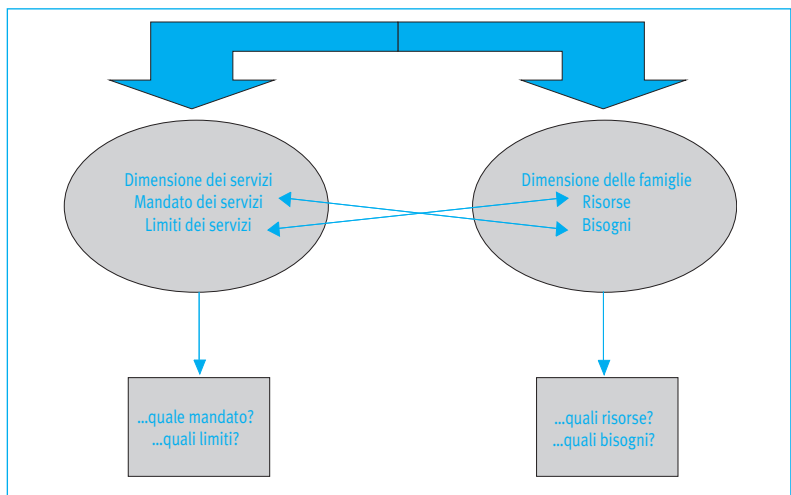 Dimensione dei servizi
Mandato dei servizi
Limiti dei servizi
Dimensione delle famiglie
Risorse
Bisogni
...quale mandato?
...quali limiti?
...quali risorse?
...quali bisogni?